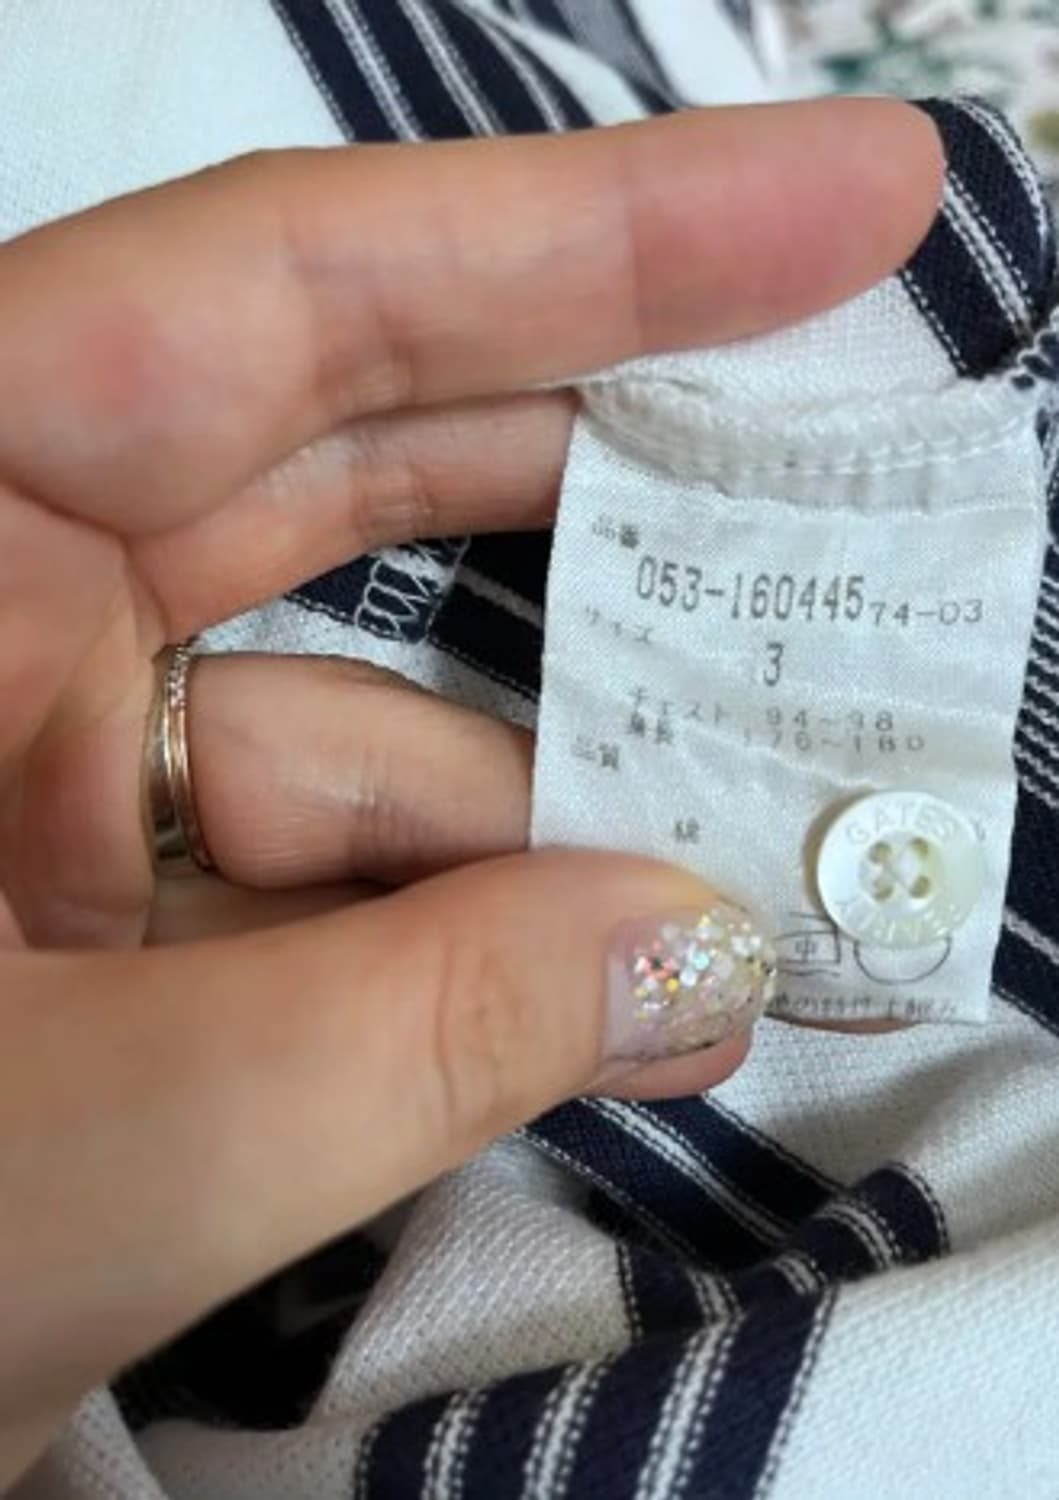 品番
053-160445 74-03
サイズ
3
チェスト 94~98
身長 176~180
品質
綿
GATES
中